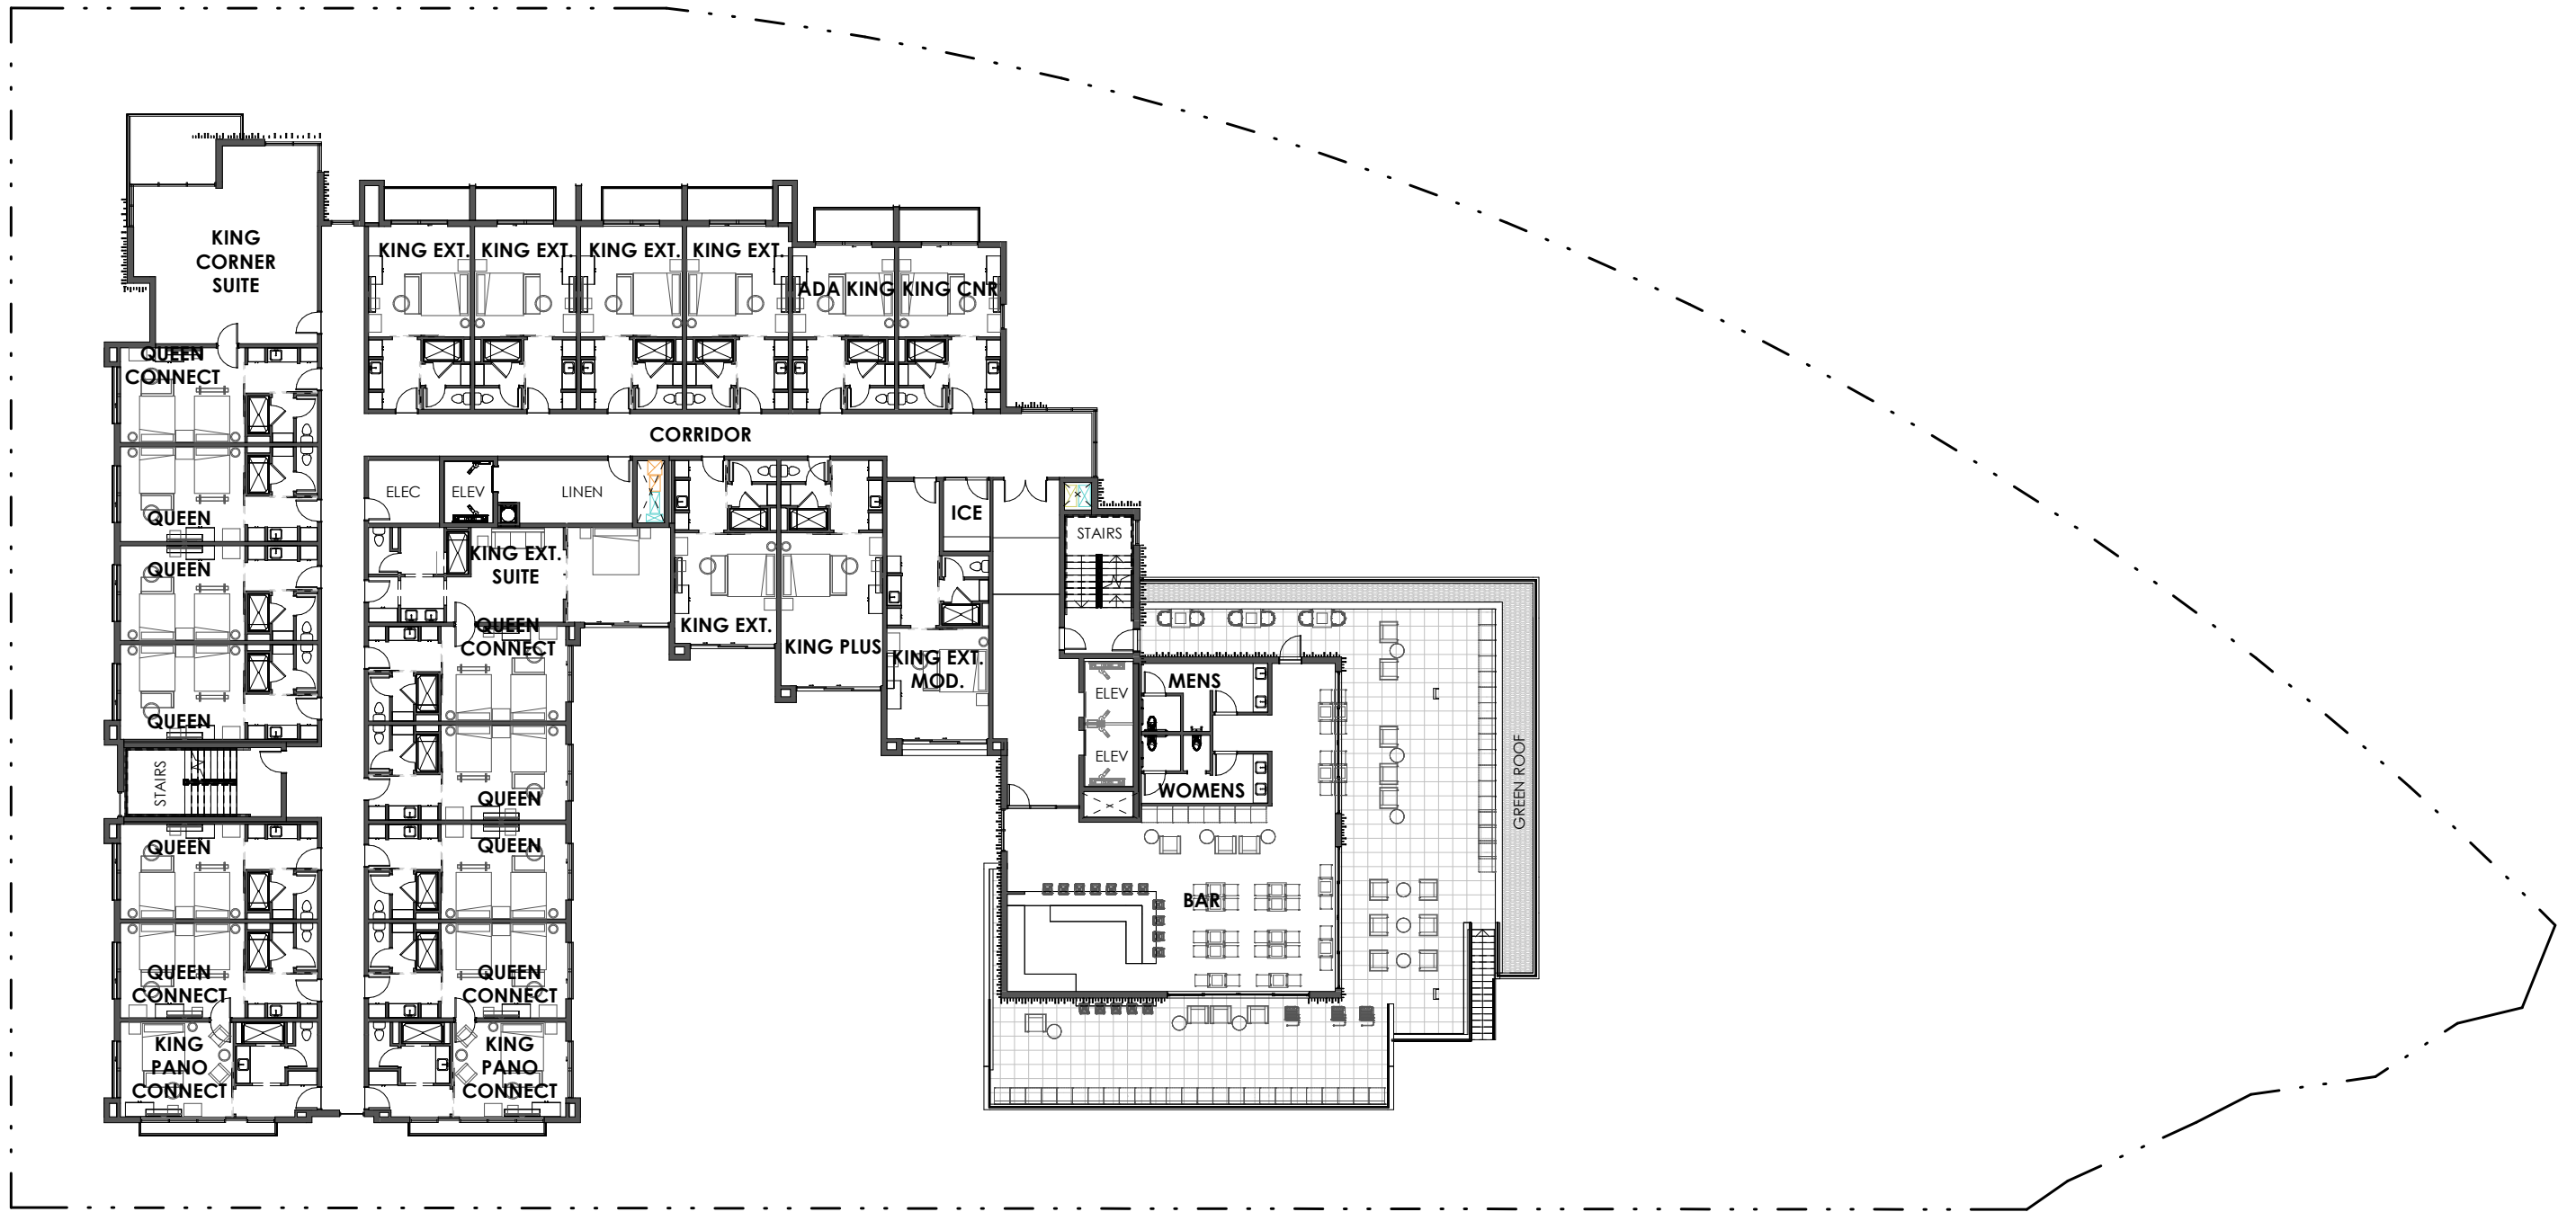 KING
CORNER
SUITE
KING EXT.
KING EXT.
KING EXT.
KING EXT.
ADA KING
KING CNR
QUEEN
CONNECT
CORRIDOR
ELEC
ELEV
LINEN
ICE
STAIRS
QUEEN
QUEEN
KING EXT.
SUITE
KING EXT.
KING PLUS
KING EXT.
MOD.
QUEEN
CONNECT
ELEV
MENS
QUEEN
STAIRS
ELEV
WOMENS
GREEN ROOF
QUEEN
QUEEN
QUEEN
BAR
QUEEN
CONNECT
QUEEN
CONNECT
KING
PANO
CONNECT
KING
PANO
CONNECT